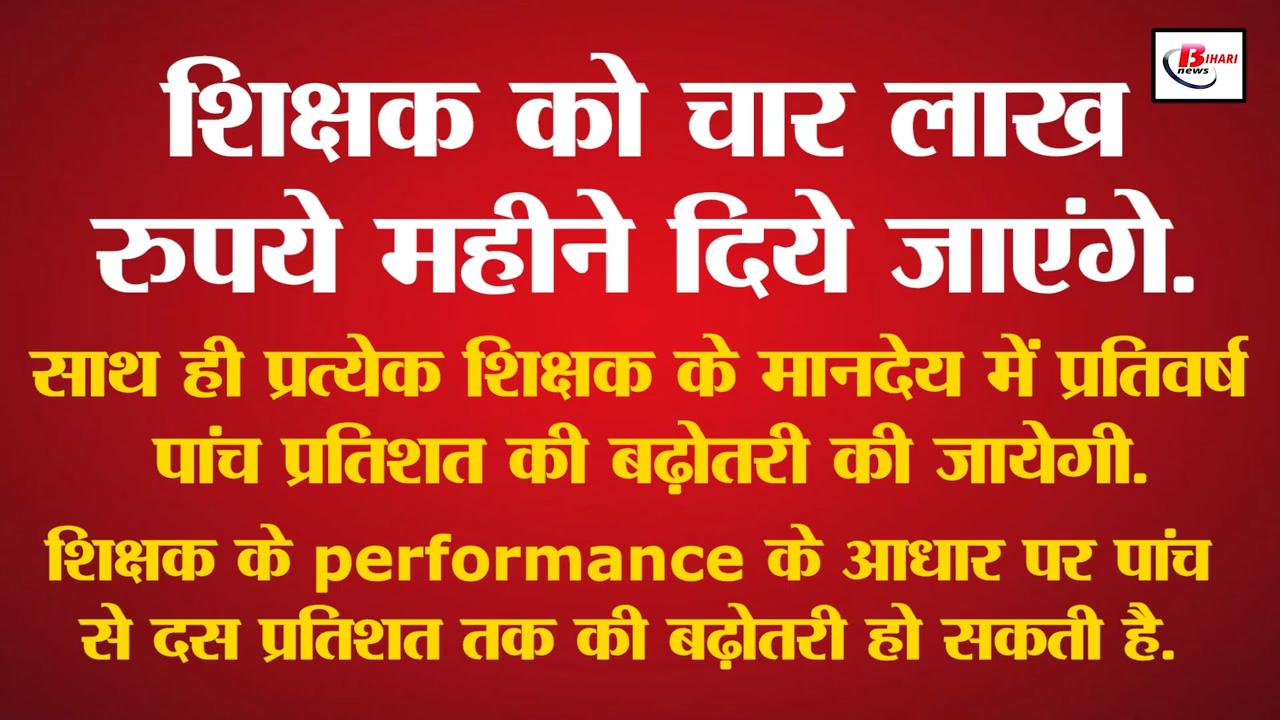 BIHARI
news
शिक्षक को चार लाख
रुपये महीने दिये जाएंगे.
साथ ही प्रत्येक शिक्षक के मानदेय में प्रतिवर्ष
पांच प्रतिशत की बढ़ोतरी की जायेगी.
शिक्षक के performance के आधार पर पांच
से दस प्रतिशत तक की बढ़ोतरी हो सकती है.